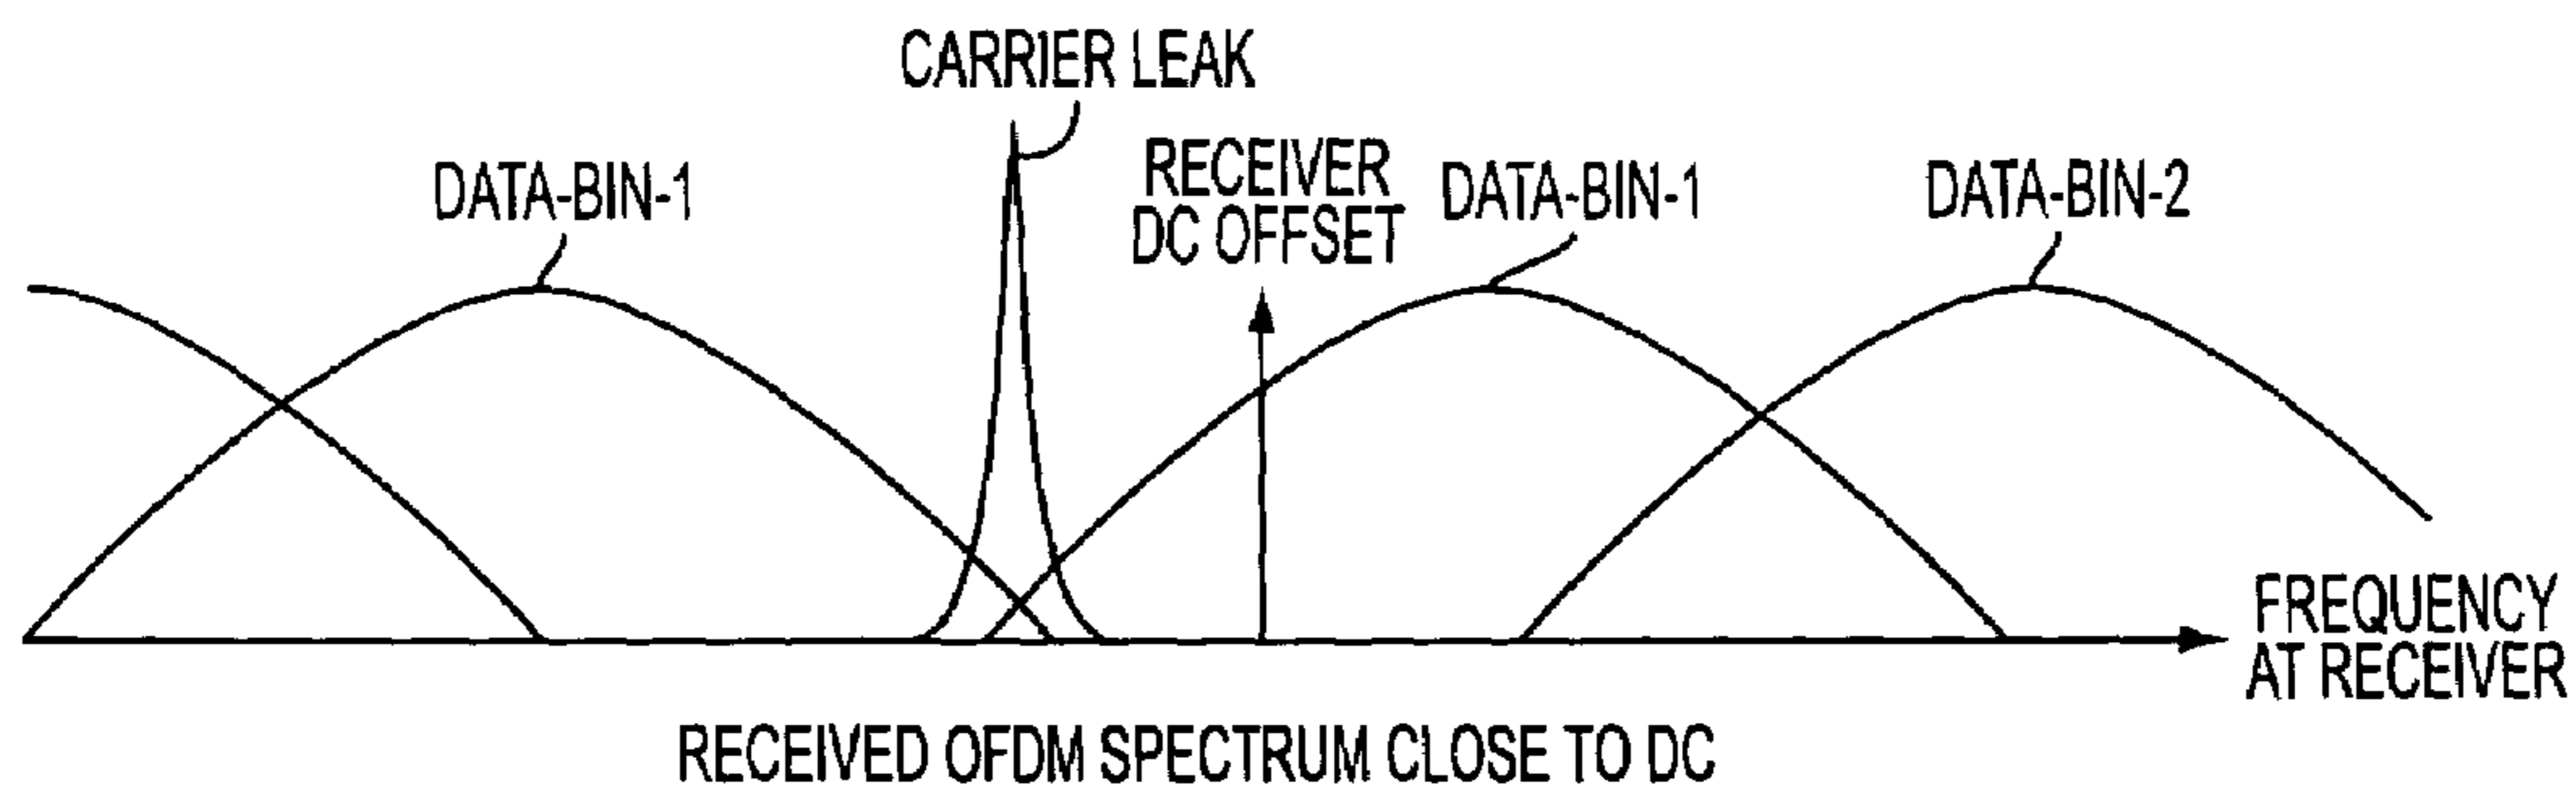 CARRIER LEAK
DATA-BIN-1
RECEIVER
DC OFFSET
DATA-BIN-1
DATA-BIN-2
FREQUENCY
AT RECEIVER
RECEIVED OFDM SPECTRUM CLOSE TO DC